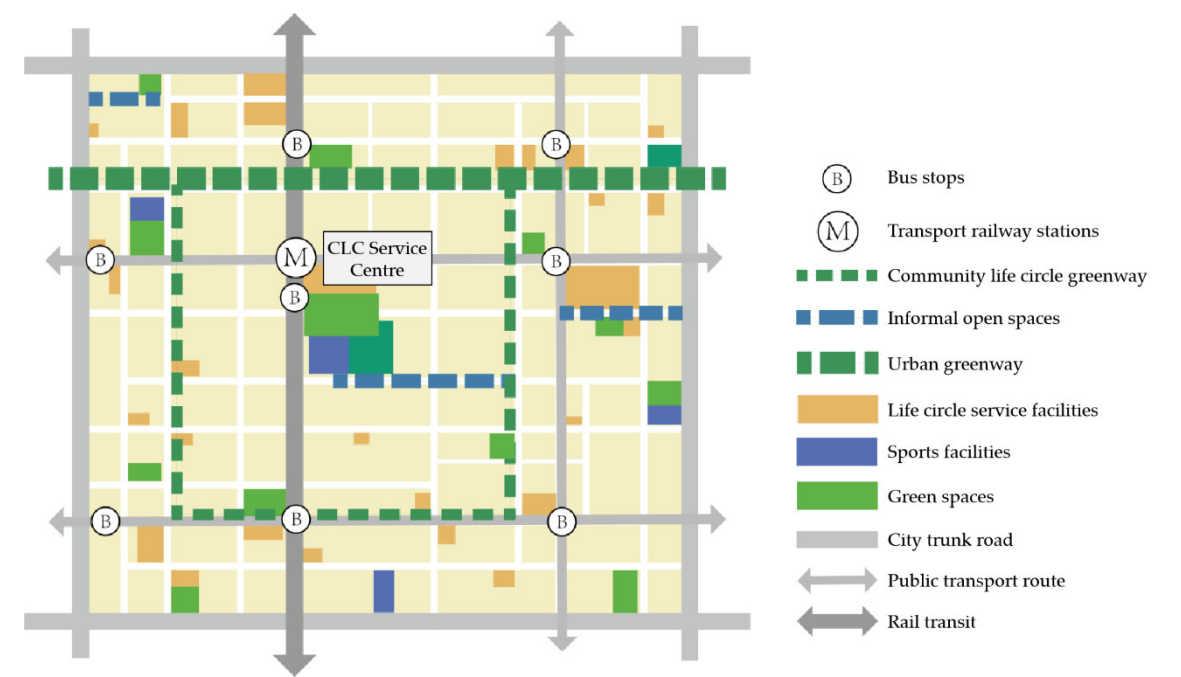 B
B
CLC Service
Centre
B
M
B
B
B
B
B
B Bus stops
M Transport railway stations
Community life circle greenway
Informal open spaces
Urban greenway
Life circle service facilities
Sports facilities
Green spaces
City trunk road
Public transport route
Rail transit